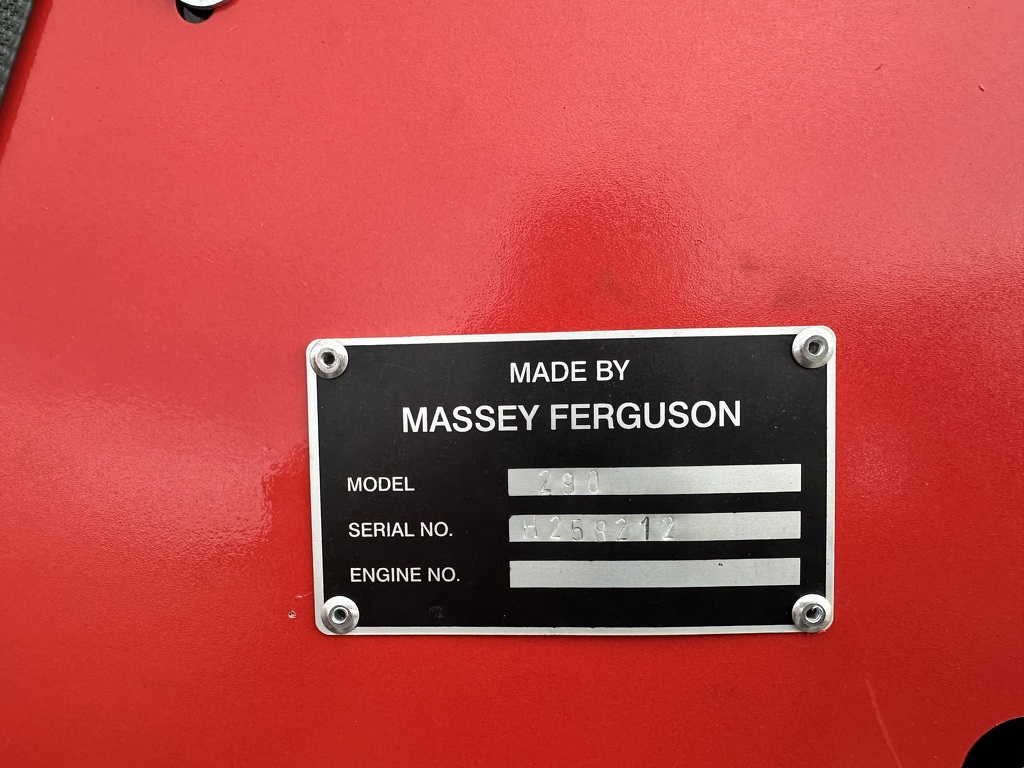 MADE BY
MASSEY FERGUSON
MODEL 290
SERIAL NO. H258212
ENGINE NO.